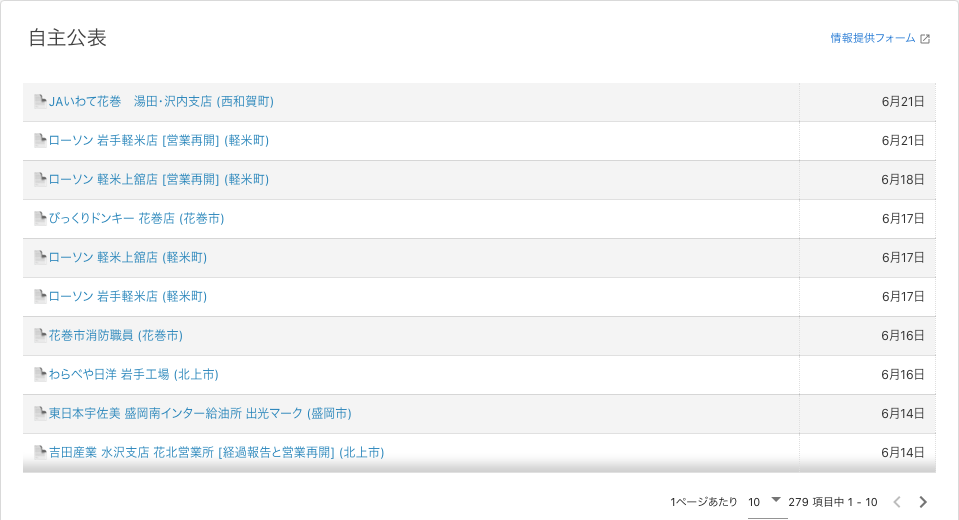 自主公表
情報提供フォーム
JAいわて花巻　湯田・沢内支店 (西和賀町) 6月21日
ローソン 岩手軽米店 [営業再開] (軽米町) 6月21日
ローソン 軽米上舘店 [営業再開] (軽米町) 6月18日
びっくりドンキー 花巻店 (花巻市) 6月17日
ローソン 軽米上舘店 (軽米町) 6月17日
ローソン 岩手軽米店 (軽米町) 6月17日
花巻市消防職員 (花巻市) 6月16日
わらべや日洋 岩手工場 (北上市) 6月16日
東日本宇佐美 盛岡南インター給油所 出光マーク (盛岡市) 6月14日
吉田産業 水沢支店 花北営業所 [経過報告と営業再開] (北上市) 6月14日
1ページあたり 10 279 項目中 1 - 10